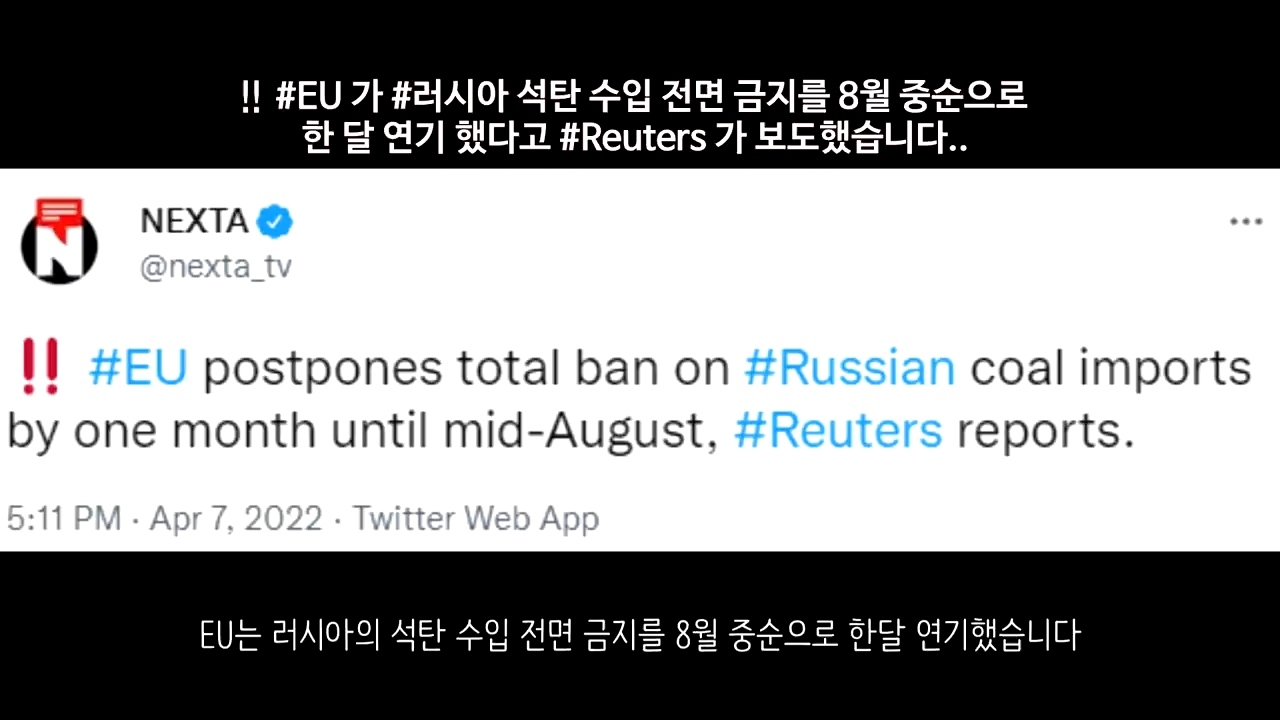 ‼ #EU 가 #러시아 석탄 수입 전면 금지를 8월 중순으로
한 달 연기 했다고 #Reuters 가 보도했습니다..
NEXTA
@nexta_tv
‼ #EU postpones total ban on #Russian coal imports
by one month until mid-August, #Reuters reports.
5:11 PM · Apr 7, 2022 · Twitter Web App
EU는 러시아의 석탄 수입 전면 금지를 8월 중순으로 한달 연기했습니다